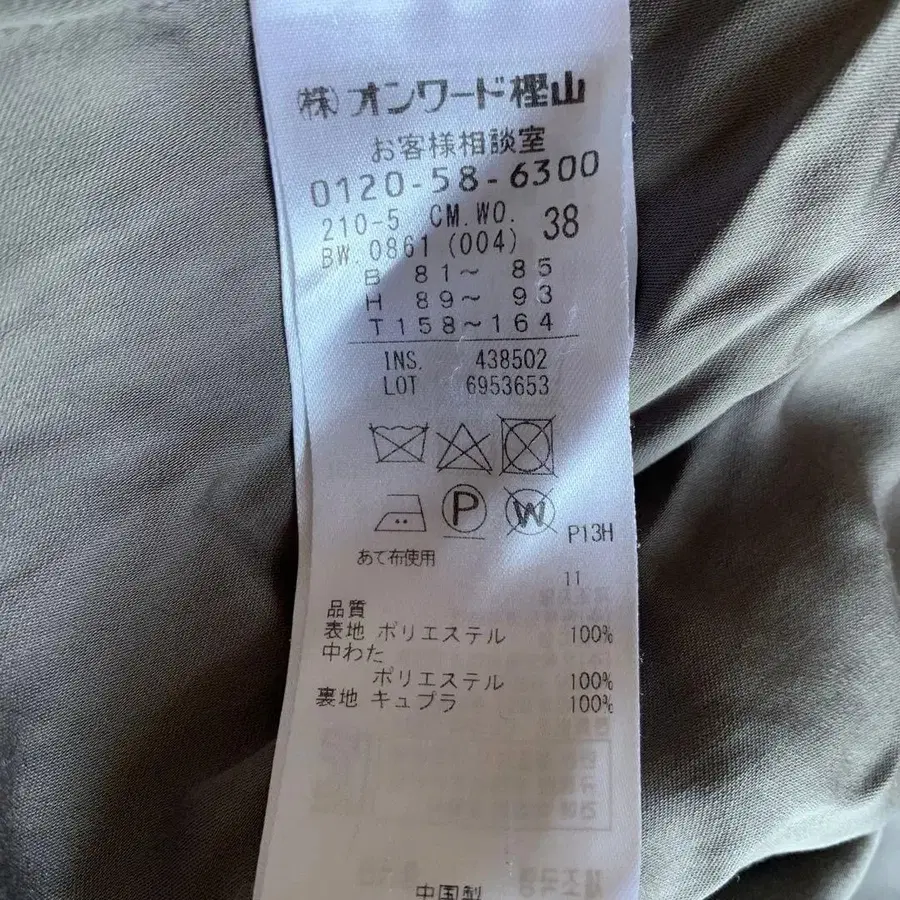 ㈱オンワード樫山
お客様相談室
0120-58-6300
210-5 CM.WO. 38
BW.0861 (004)
B 81〜 85
H 89〜 93
T158〜164
INS. 438502
LOT 6953653
P W P13H
あて布使用
11
品質
表地 ポリエステル 100%
中わた
ポリエステル 100%
裏地 キュプラ 100%
中国製